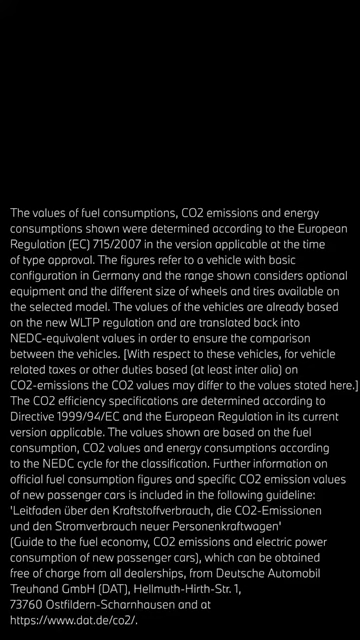 The values of fuel consumptions, CO2 emissions and energy
consumptions shown were determined according to the European
Regulation (EC) 715/2007 in the version applicable at the time
of type approval. The figures refer to a vehicle with basic
configuration in Germany and the range shown considers optional
equipment and the different size of wheels and tires available on
the selected model. The values of the vehicles are already based
on the new WLTP regulation and are translated back into
NEDC-equivalent values in order to ensure the comparison
between the vehicles. [With respect to these vehicles, for vehicle
related taxes or other duties based (at least inter alia) on
CO2-emissions the CO2 values may differ to the values stated here.]
The CO2 efficiency specifications are determined according to
Directive 1999/94/EC and the European Regulation in its current
version applicable. The values shown are based on the fuel
consumption, CO2 values and energy consumptions according
to the NEDC cycle for the classification. Further information on
official fuel consumption figures and specific CO2 emission values
of new passenger cars is included in the following guideline:
'Leitfaden über den Kraftstoffverbrauch, die CO2-Emissionen
und den Stromverbrauch neuer Personenkraftwagen'
(Guide to the fuel economy, CO2 emissions and electric power
consumption of new passenger cars), which can be obtained
free of charge from all dealerships, from Deutsche Automobil
Treuhand GmbH (DAT), Hellmuth-Hirth-Str. 1,
73760 Ostfildern-Scharnhausen and at
https://www.dat.de/co2/.